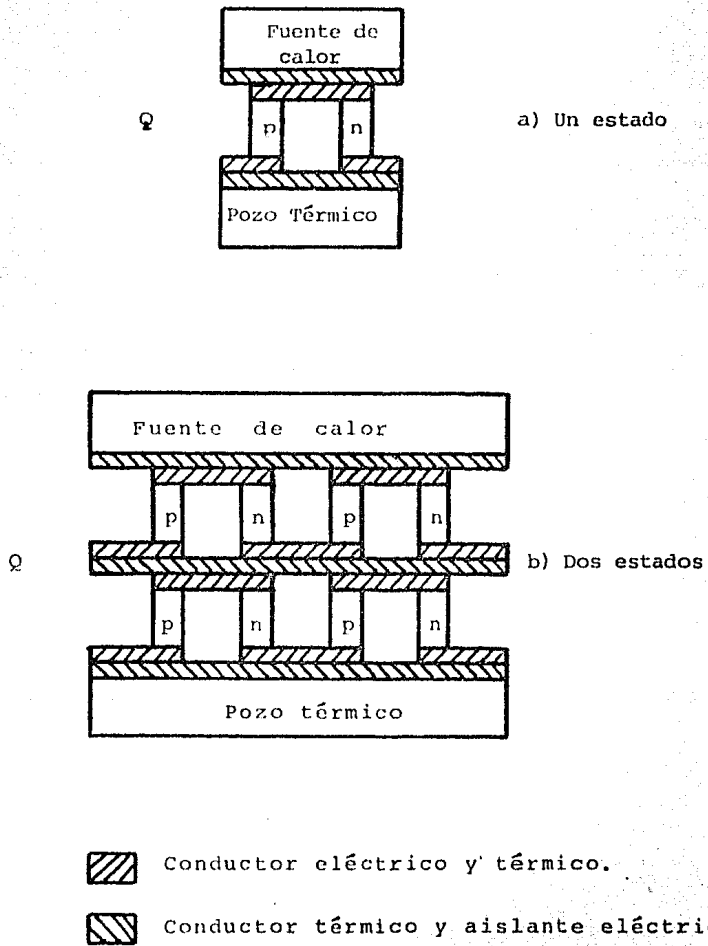 Fuente de
calor
Q
p n
a) Un estado
Pozo Térmico
Fuente de calor
p n p n
Q
b) Dos estados
p n p n
Pozo térmico
Conductor eléctrico y térmico.
Conductor térmico y aislante